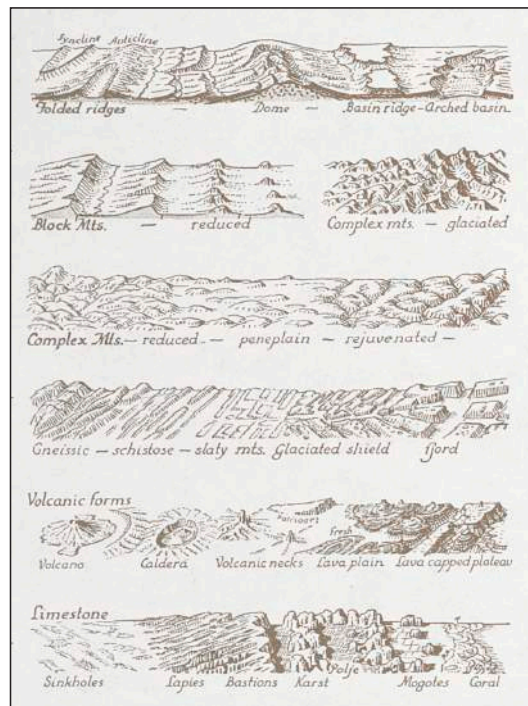 Syncline Anticline
Folded ridges — Dome — Basin ridge - Arched basin
Block Mts. — reduced
Complex mts. — glaciated
Complex Mts. — reduced — peneplain — rejuvenated —
Gneissic — schistose — slaty mts. Glaciated shield fjord
Volcanic forms
Fresh
Volcano Caldera Volcanic necks Lava plain Lava capped plateau
Limestone
Polje
Sinkholes Lapies Bastions Karst Mogotes Coral